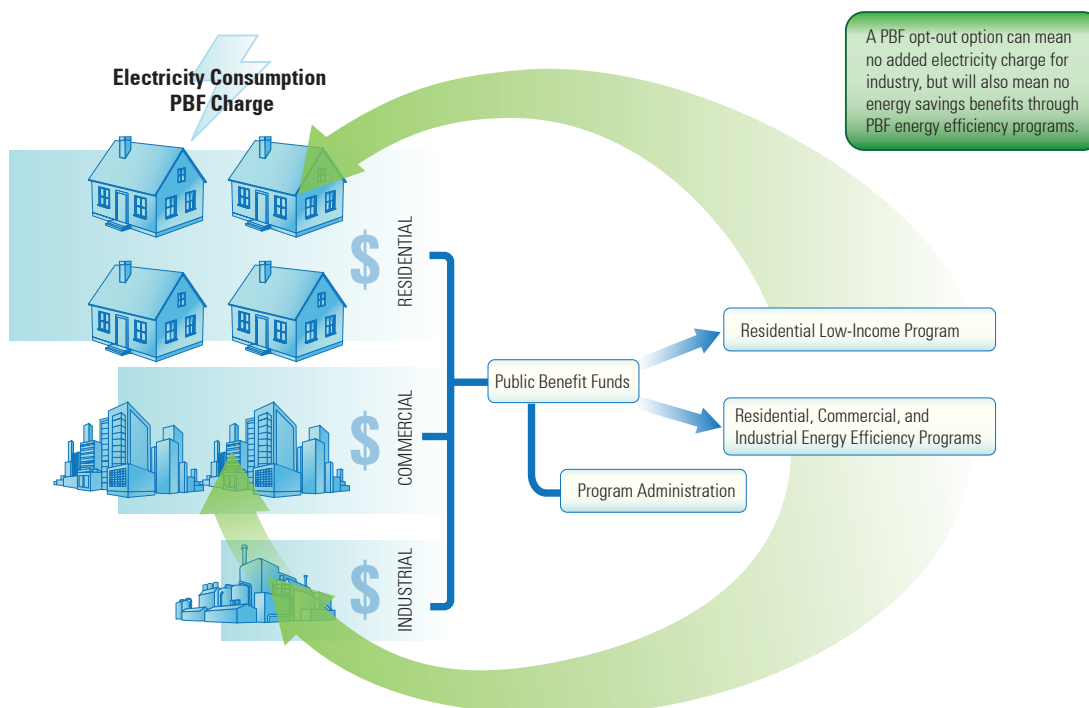 Electricity Consumption
PBF Charge
A PBF opt-out option can mean
no added electricity charge for
industry, but will also mean no
energy savings benefits through
PBF energy efficiency programs.
$
RESIDENTIAL
$
COMMERCIAL
$
INDUSTRIAL
Public Benefit Funds
Program Administration
Residential Low-Income Program
Residential, Commercial, and
Industrial Energy Efficiency Programs